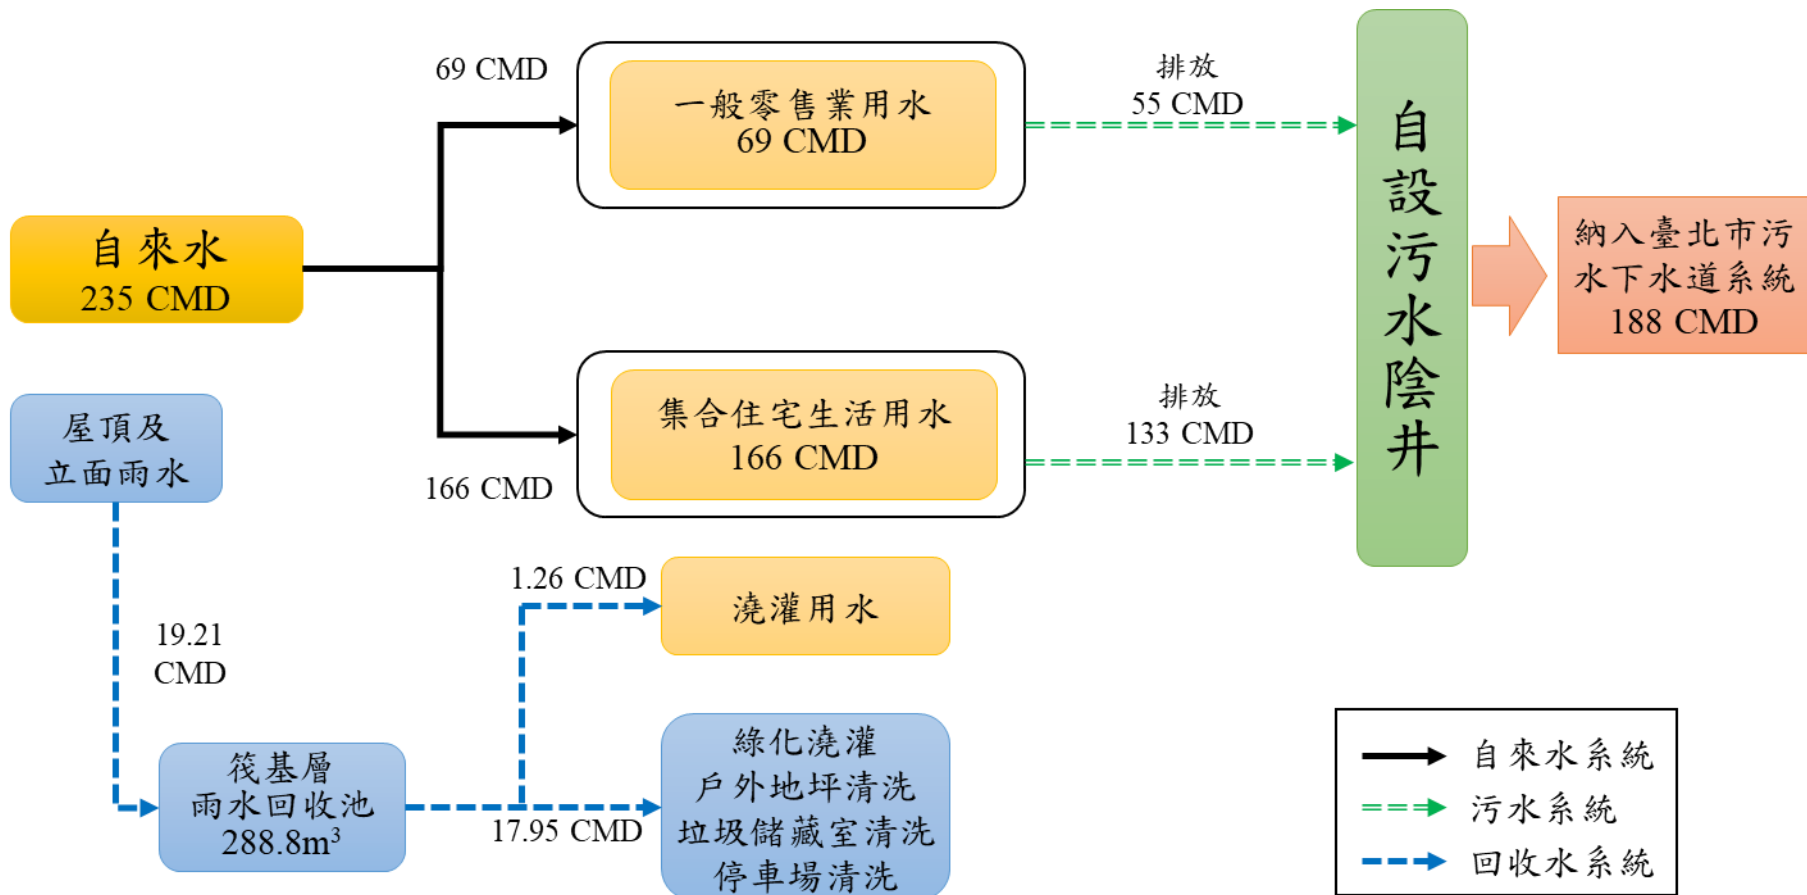 69 CMD
一般零售業用水
69 CMD
排放
55 CMD
自來水
235 CMD
自設污水陰井
納入臺北市污
水下水道系統
188 CMD
集合住宅生活用水
166 CMD
166 CMD
排放
133 CMD
屋頂及
立面雨水
19.21
CMD
筏基層
雨水回收池
288.8m³
1.26 CMD
澆灌用水
17.95 CMD
綠化澆灌
戶外地坪清洗
垃圾儲藏室清洗
停車場清洗
自來水系統
污水系統
回收水系統